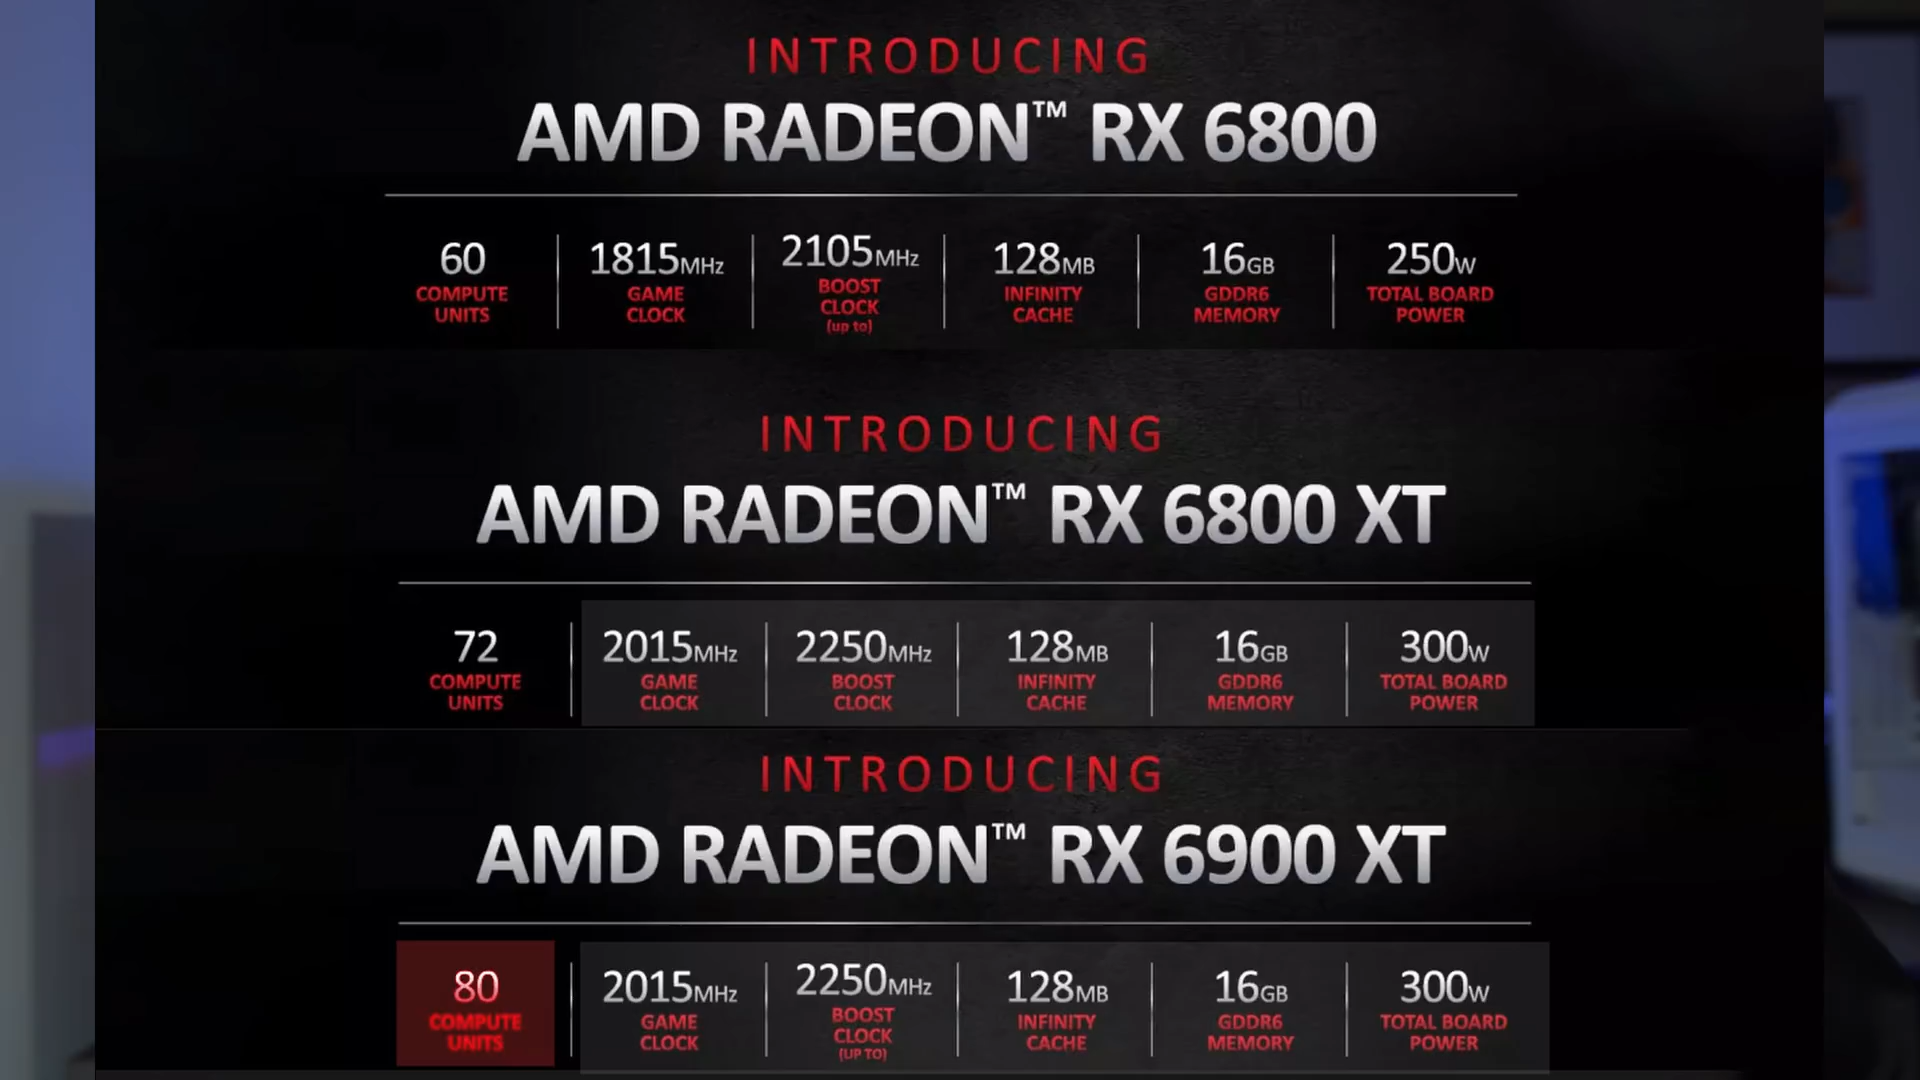 INTRODUCING
AMD RADEON™ RX 6800
60 1815MHz 2105MHz 128MB 16GB 250W
COMPUTE UNITS
GAME CLOCK
BOOST CLOCK (up to)
INFINITY CACHE
GDDR6 MEMORY
TOTAL BOARD POWER
INTRODUCING
AMD RADEON™ RX 6800 XT
72 2015MHz 2250MHz 128MB 16GB 300W
COMPUTE UNITS
GAME CLOCK
BOOST CLOCK
INFINITY CACHE
GDDR6 MEMORY
TOTAL BOARD POWER
INTRODUCING
AMD RADEON™ RX 6900 XT
80 2015MHz 2250MHz 128MB 16GB 300W
COMPUTE UNITS
GAME CLOCK
BOOST CLOCK (UP TO)
INFINITY CACHE
GDDR6 MEMORY
TOTAL BOARD POWER